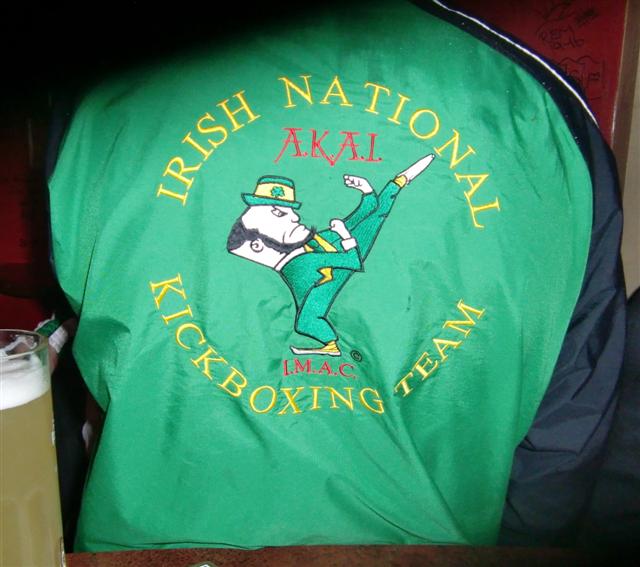 IRISH NATIONAL
A.K.A.I.
I.M.A.C.
©
KICKBOXING TEAM